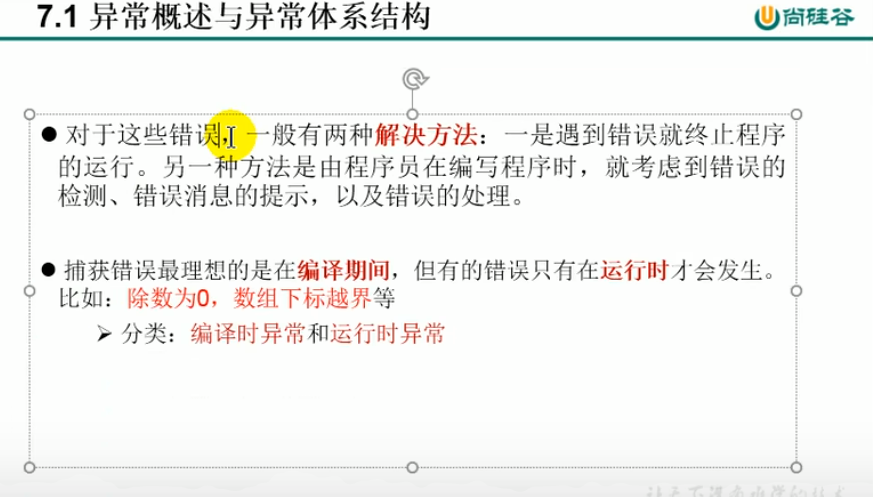 7.1 异常概述与异常体系结构
尚硅谷
● 对于这些错误，一般有两种解决方法：一是遇到错误就终止程序
的运行。另一种方法是由程序员在编写程序时，就考虑到错误的
检测、错误消息的提示，以及错误的处理。
● 捕获错误最理想的是在编译期间，但有的错误只有在运行时才会发生。
比如：除数为0，数组下标越界等
➢ 分类：编译时异常和运行时异常